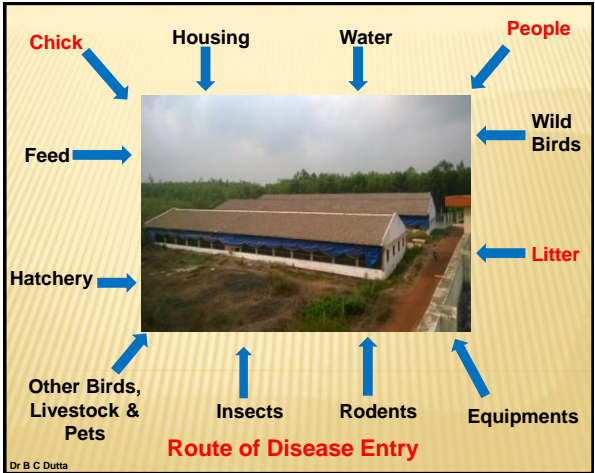 Chick
Housing
Water
People
Feed
Wild
Birds
Hatchery
Litter
Other Birds,
Livestock &
Pets
Insects
Rodents
Equipments
Route of Disease Entry
Dr B C Dutta